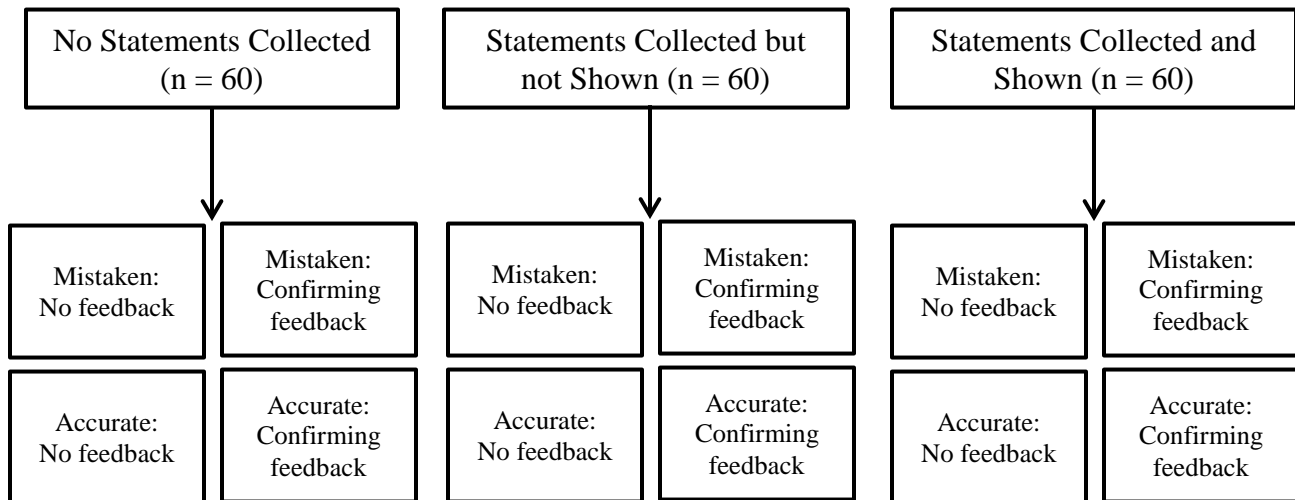 No Statements Collected
(n = 60)
Statements Collected but
not Shown (n = 60)
Statements Collected and
Shown (n = 60)
Mistaken:
No feedback
Mistaken:
Confirming
feedback
Mistaken:
No feedback
Mistaken:
Confirming
feedback
Mistaken:
No feedback
Mistaken:
Confirming
feedback
Accurate:
No feedback
Accurate:
Confirming
feedback
Accurate:
No feedback
Accurate:
Confirming
feedback
Accurate:
No feedback
Accurate:
Confirming
feedback